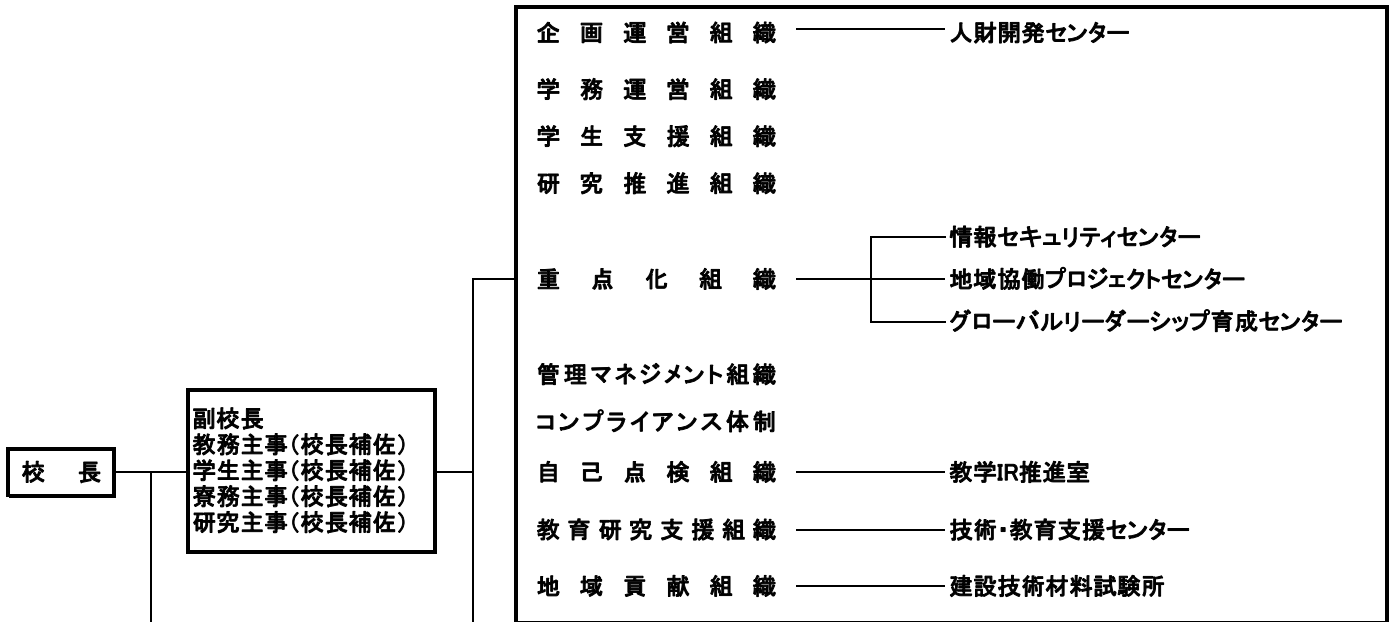 企画運営組織 人財開発センター
学務運営組織
学生支援組織
研究推進組織
情報セキュリティセンター
重点化組織 地域協働プロジェクトセンター
グローバルリーダーシップ育成センター
管理マネジメント組織
コンプライアンス体制
自己点検組織 教学IR推進室
教育研究支援組織 技術・教育支援センター
地域貢献組織 建設技術材料試験所
副校長
教務主事（校長補佐）
学生主事（校長補佐）
寮務主事（校長補佐）
研究主事（校長補佐）
校長